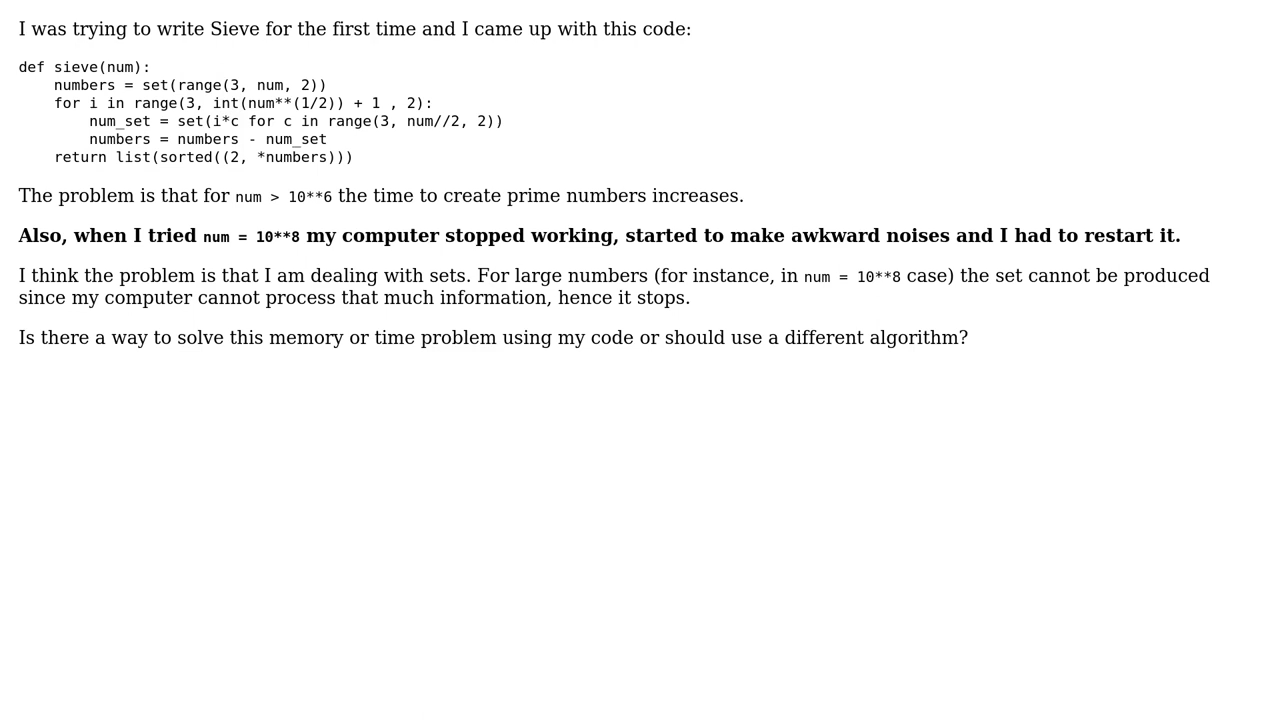 I was trying to write Sieve for the first time and I came up with this code:
def sieve(num):
    numbers = set(range(3, num, 2))
    for i in range(3, int(num**(1/2)) + 1 , 2):
        num_set = set(i*c for c in range(3, num//2, 2))
        numbers = numbers - num_set
    return list(sorted((2, *numbers)))
The problem is that for num > 10**6 the time to create prime numbers increases.
Also, when I tried num = 10**8 my computer stopped working, started to make awkward noises and I had to restart it.
I think the problem is that I am dealing with sets. For large numbers (for instance, in num = 10**8 case) the set cannot be produced
since my computer cannot process that much information, hence it stops.
Is there a way to solve this memory or time problem using my code or should use a different algorithm?